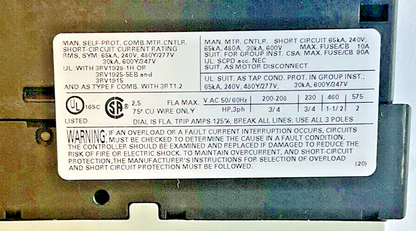 MAN. SELF-PROT. COMB.MTR.CNTLR.
SHORT-CIRCUIT CURRENT RATING
RMS, SYM. 65kA, 240V, 480Y/277V
30kA, 600Y/347V
UL: WITH 3RV1928-1H OR
3RV1925-5EB and
3RV1915
AND AS TYPE F COMB. WITH 3RT1.2
MAN. MTR. CNTLR. SHORT CIRCUIT 65kA, 240V,
65kA, 480A, 30kA, 600V MAX. FUSE/CB 10A
SUIT. FOR GROUP INST. CSA MAX. FUSE/CB 90A
UL SCPD acc. NEC
SUIT. AS MOTOR DISCONNECT
UL SUIT. AS TAP COND. PROT. IN GROUP INST.;
65kA, 240V, 480Y/277V 30kA, 600Y/347V
UL 165C LISTED
SA
2,5 FLA MAX
75° CU WIRE ONLY
V AC 50/60Hz 200-208 230 460 575
HP,3ph 3/4 3/4 1-1/2 2
DIAL IS FLA. TRIP AMPS 125%. BREAK ALL LINES. USE ALL 3 POLES
WARNING: IF AN OVERLOAD OF A FAULT CURRENT INTERRUPTION OCCURS, CIRCUITS
MUST BE CHECKED TO DETERMINE THE CAUSE IN A FAULT CONDITION,
THE CONTROLLER SHOULD BE EXAMINED AND REPLACED IF DAMAGED TO REDUCE THE
RISK OF FIRE OR ELECTRIC SHOCK. TO MAINTAIN OVERCURRENT, AND SHORT-CIRCUIT
PROTECTION,THE MANUFACTURER'S INSTRUCTIONS FOR SELECTION OF OVERLOAD
AND SHORT CIRCUIT PROTECTION MUST BE FOLLOWED. (20)